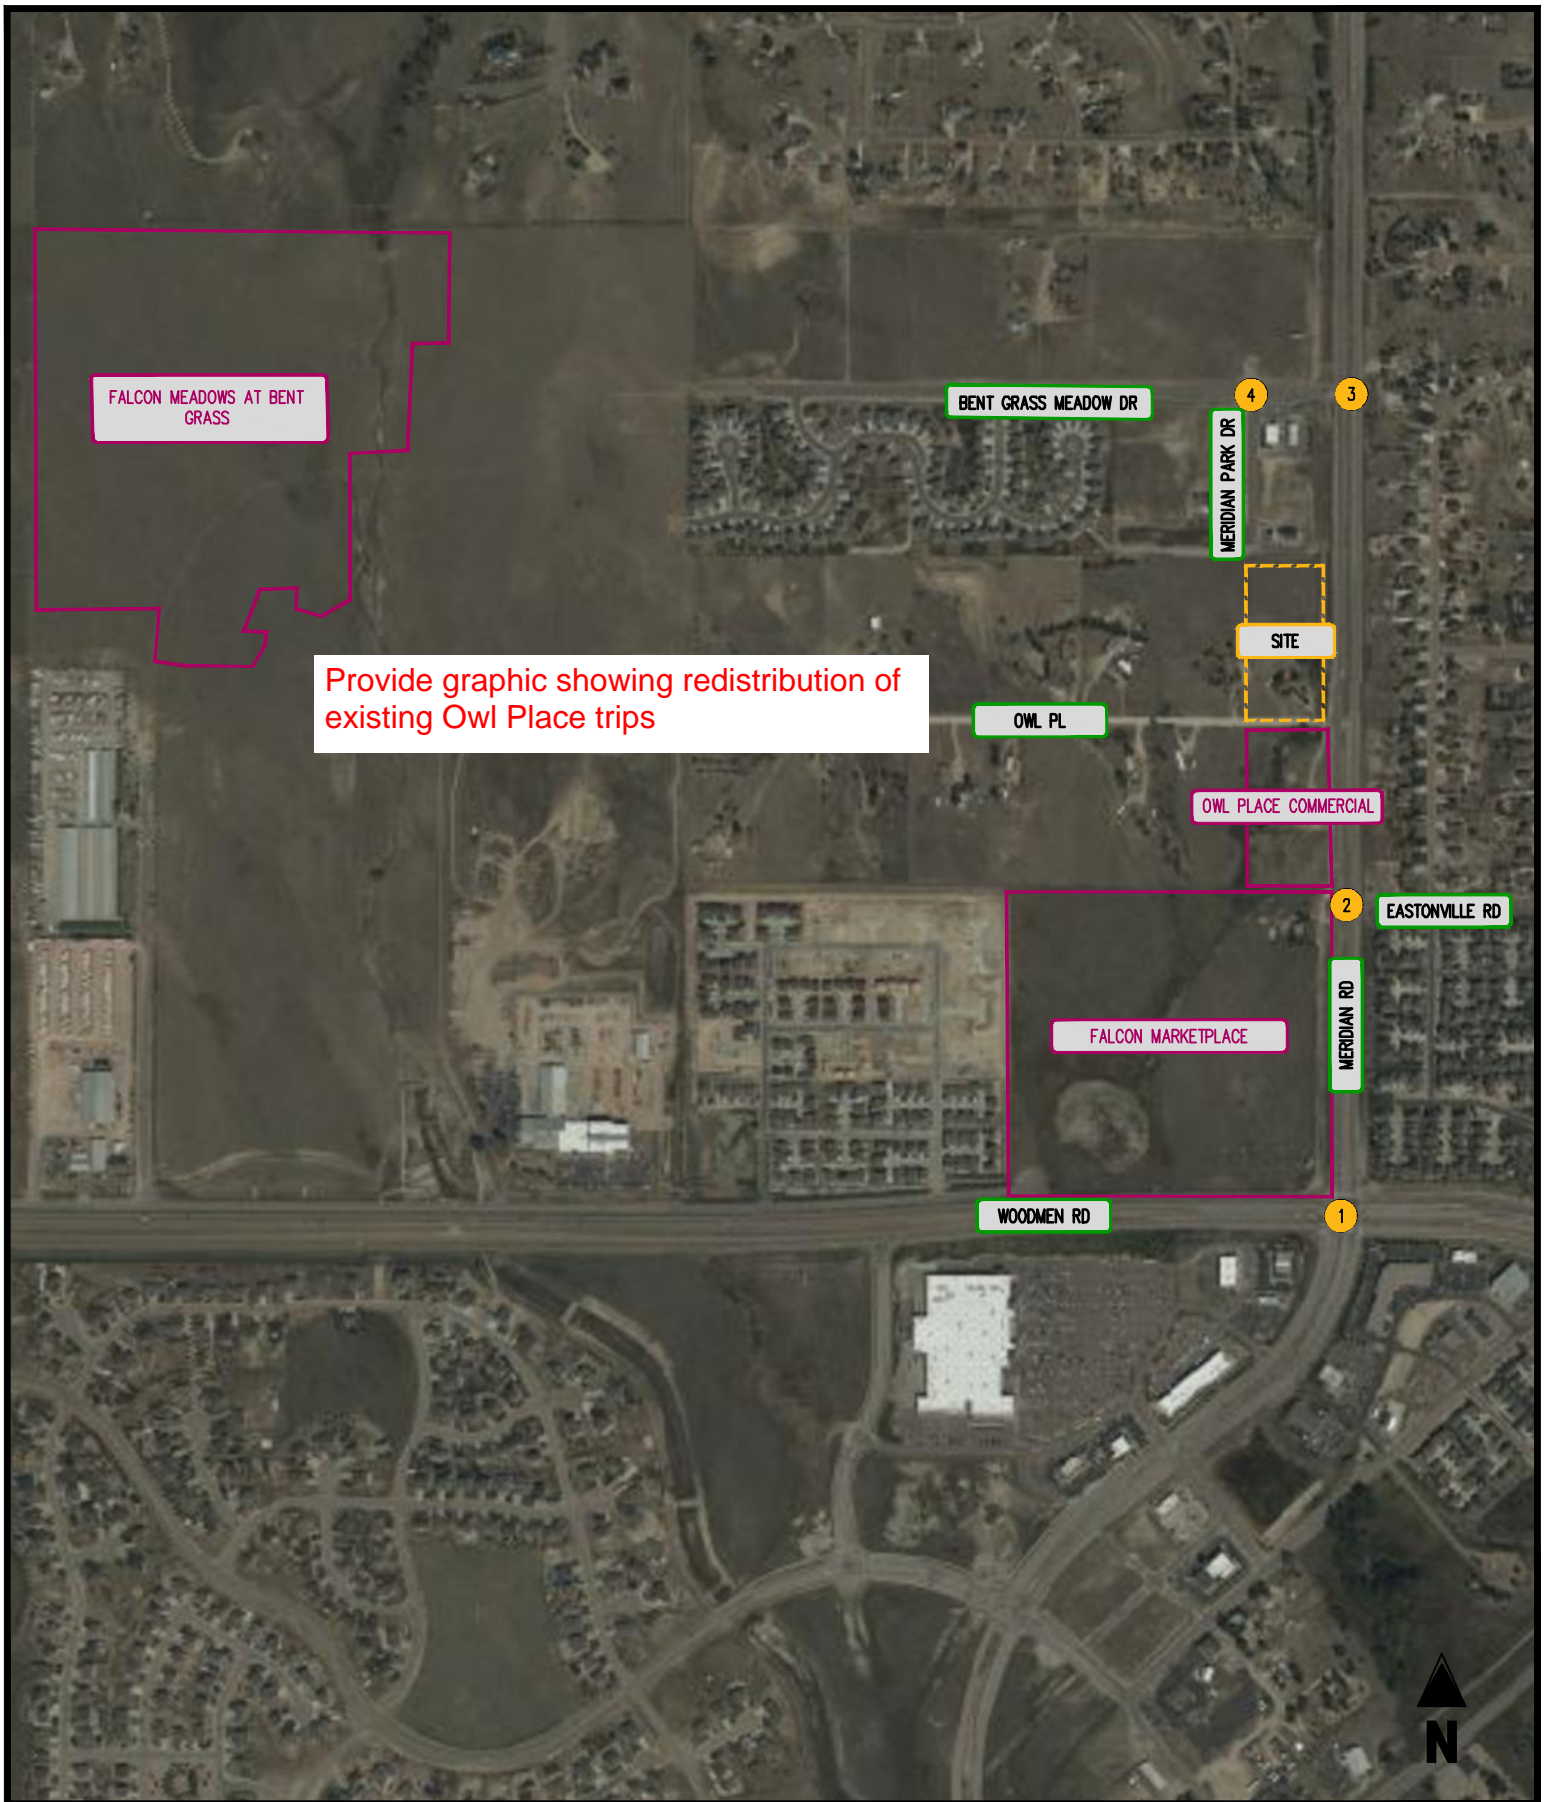 FALCON MEADOWS AT BENT
GRASS
BENT GRASS MEADOW DR
4
3
MERIDIAN PARK DR
SITE
Provide graphic showing redistribution of
existing Owl Place trips
OWL PL
OWL PLACE COMMERCIAL
2
EASTONVILLE RD
MERIDIAN RD
FALCON MARKETPLACE
WOODMEN RD
1
N